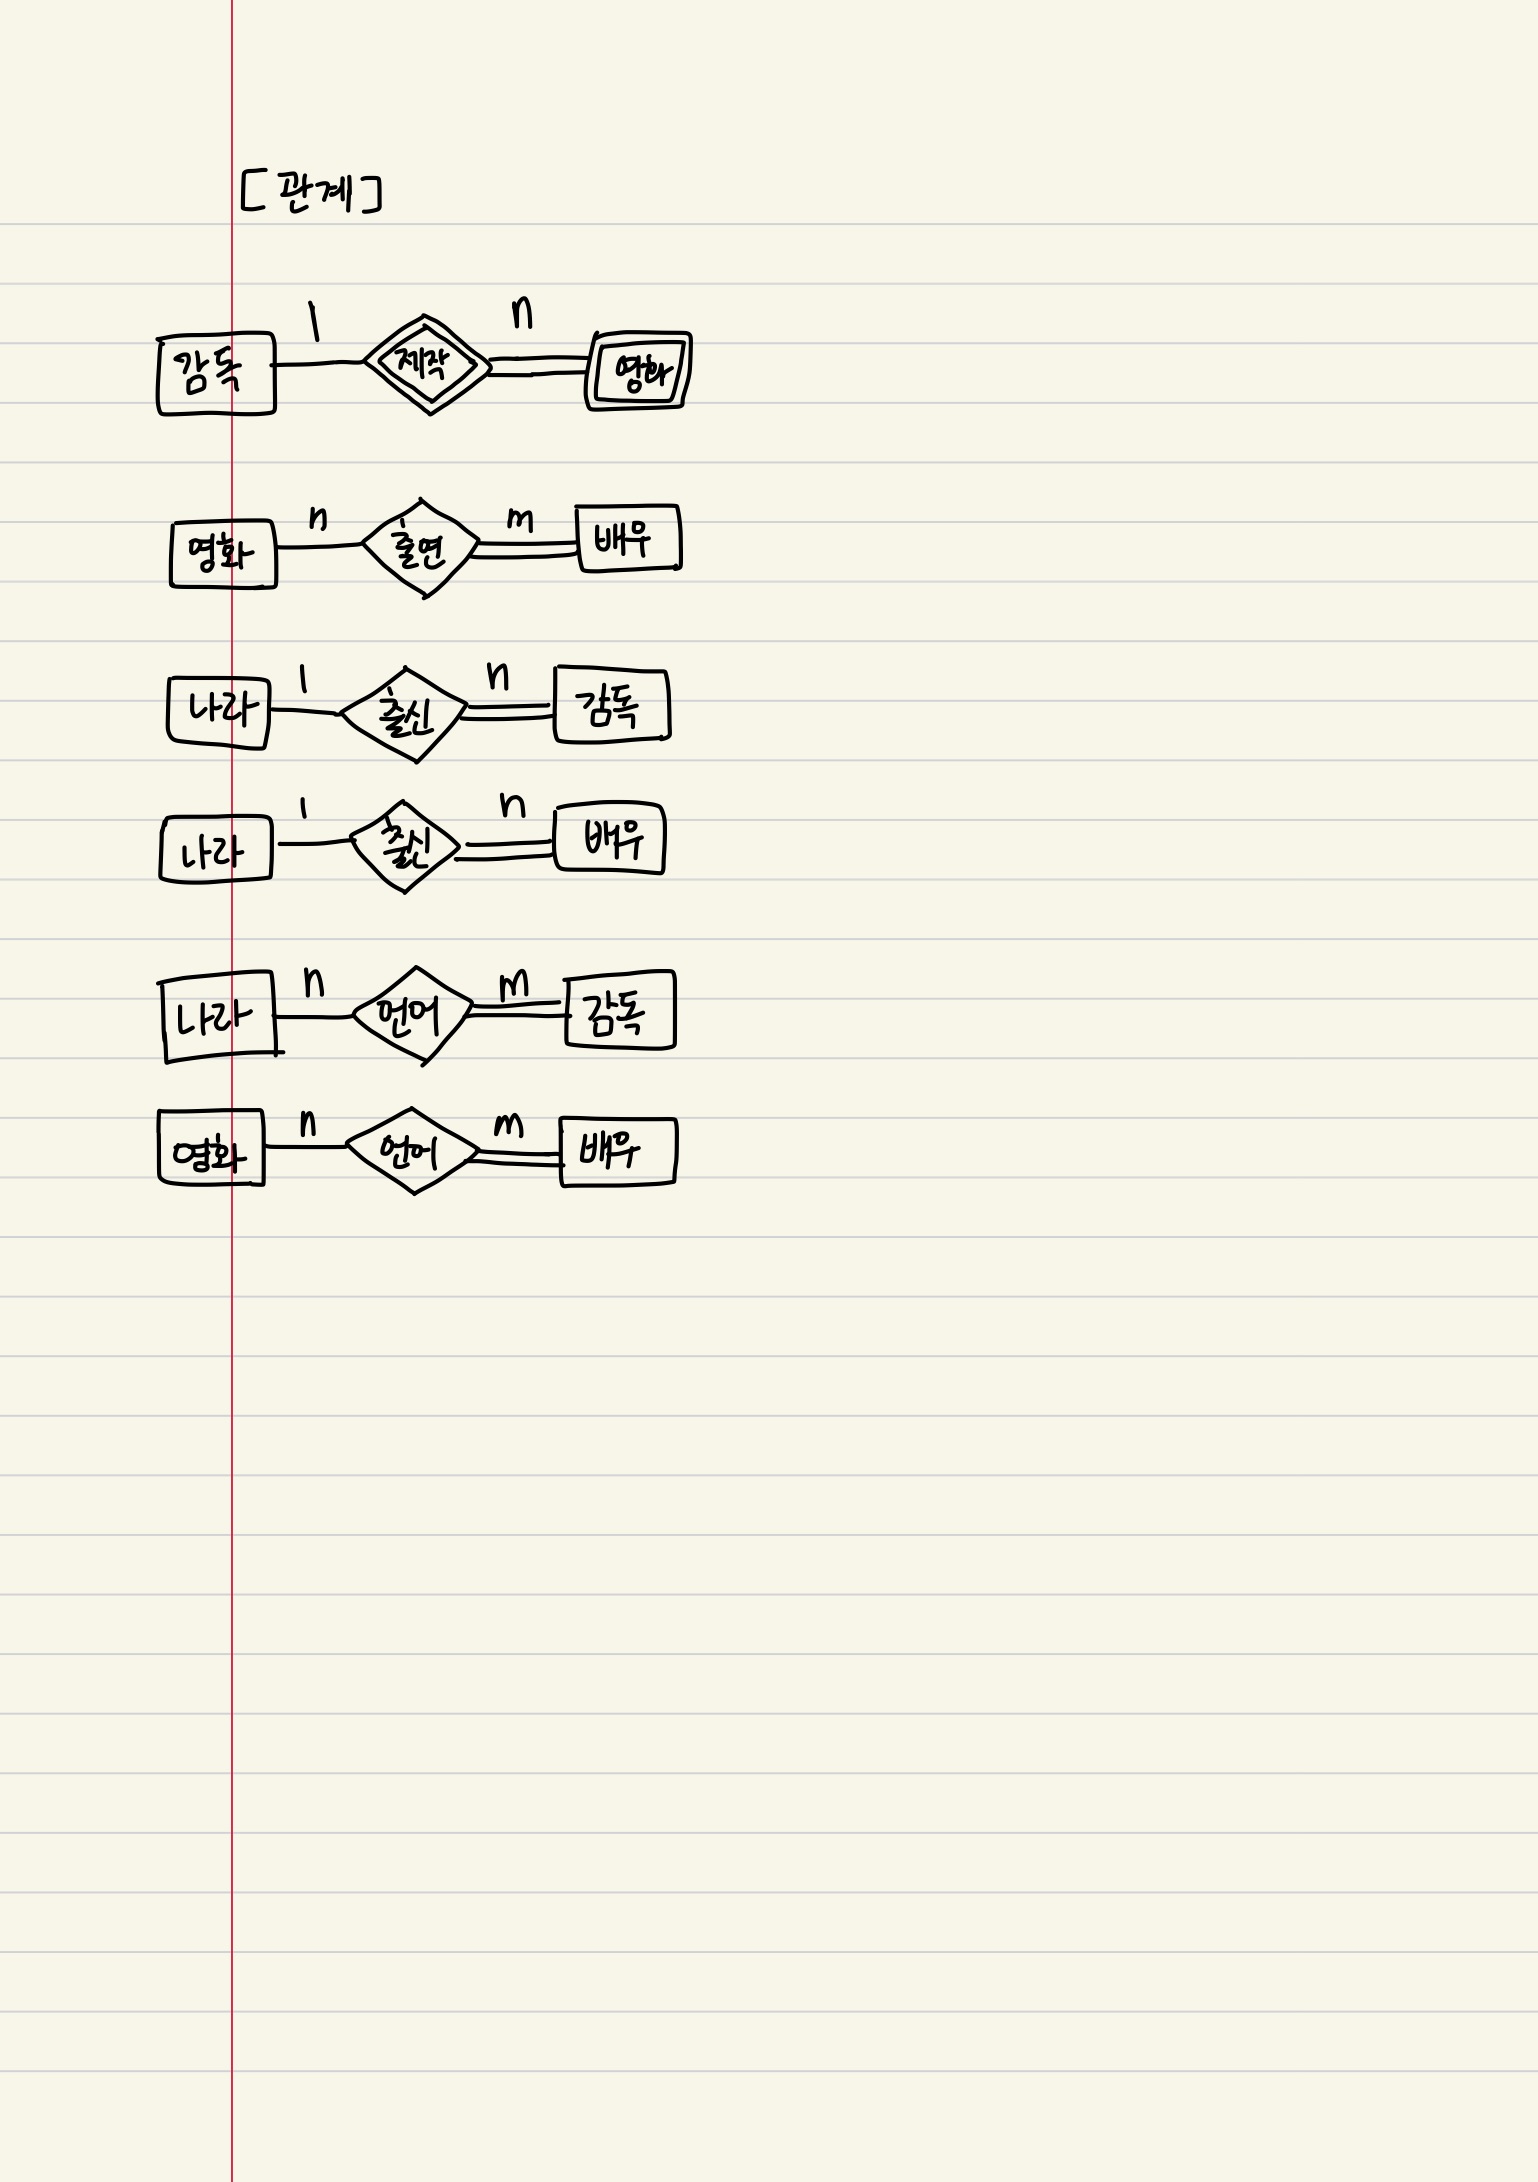 [관계]
1 n
감독 제작 영화
n m
영화 출연 배우
1 n
나라 출신 감독
1 n
나라 출신 배우
n m
나라 언어 감독
n m
영화 언어 배우